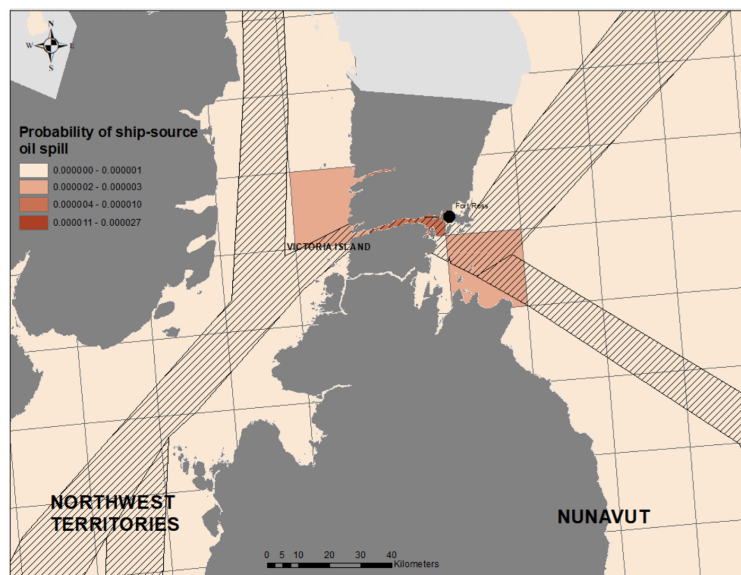 N
W E
S
Probability of ship-source
oil spill
0.000000 - 0.000001
0.000002 - 0.000003
0.000004 - 0.000010
0.000011 - 0.000027
Fort Ross
VICTORIA ISLAND
NORTHWEST
TERRITORIES
NUNAVUT
0 5 10 20 30 40
Kilometers